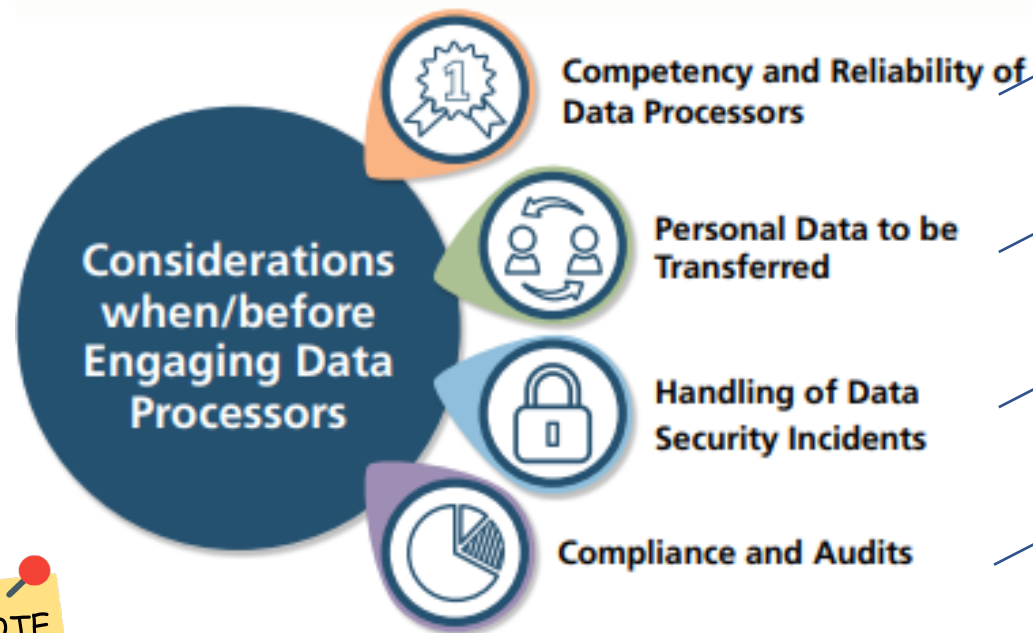 1
Competency and Reliability of
Data Processors
Considerations
when/before
Engaging Data
Processors
Personal Data to be
Transferred
Handling of Data
Security Incidents
Compliance and Audits